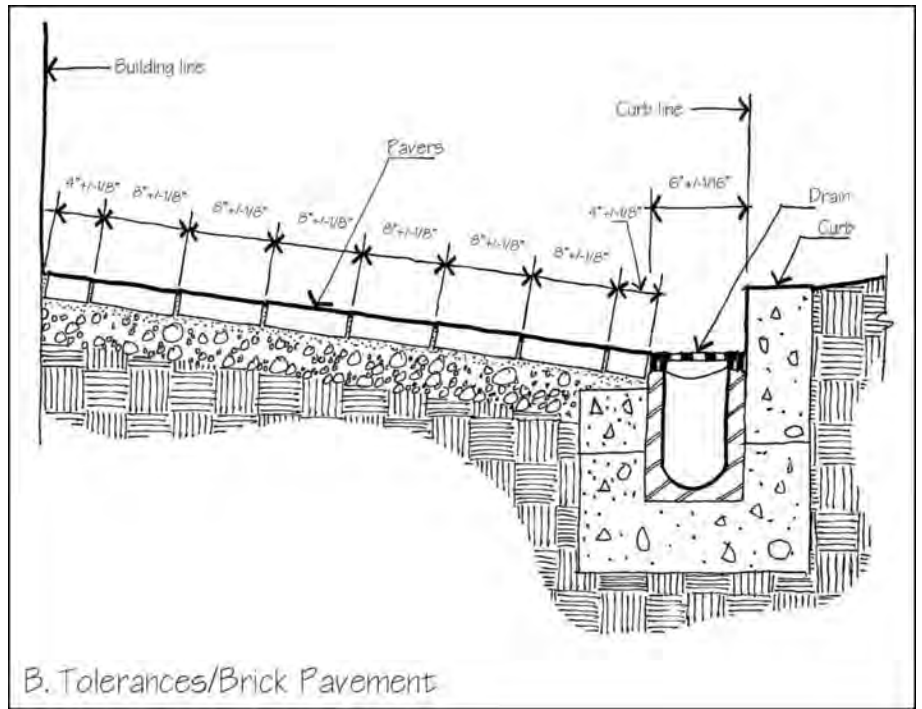 Building line
Curb line
Pavers
4"+/-1/8"
8"+/-1/8"
8"+/-1/8"
8"+/-1/8"
8"+/-1/8"
8"+/-1/8"
8"+/-1/8"
4"+/-1/8"
6"+/-1/16"
Drain
Curb
B. Tolerances/Brick Pavement